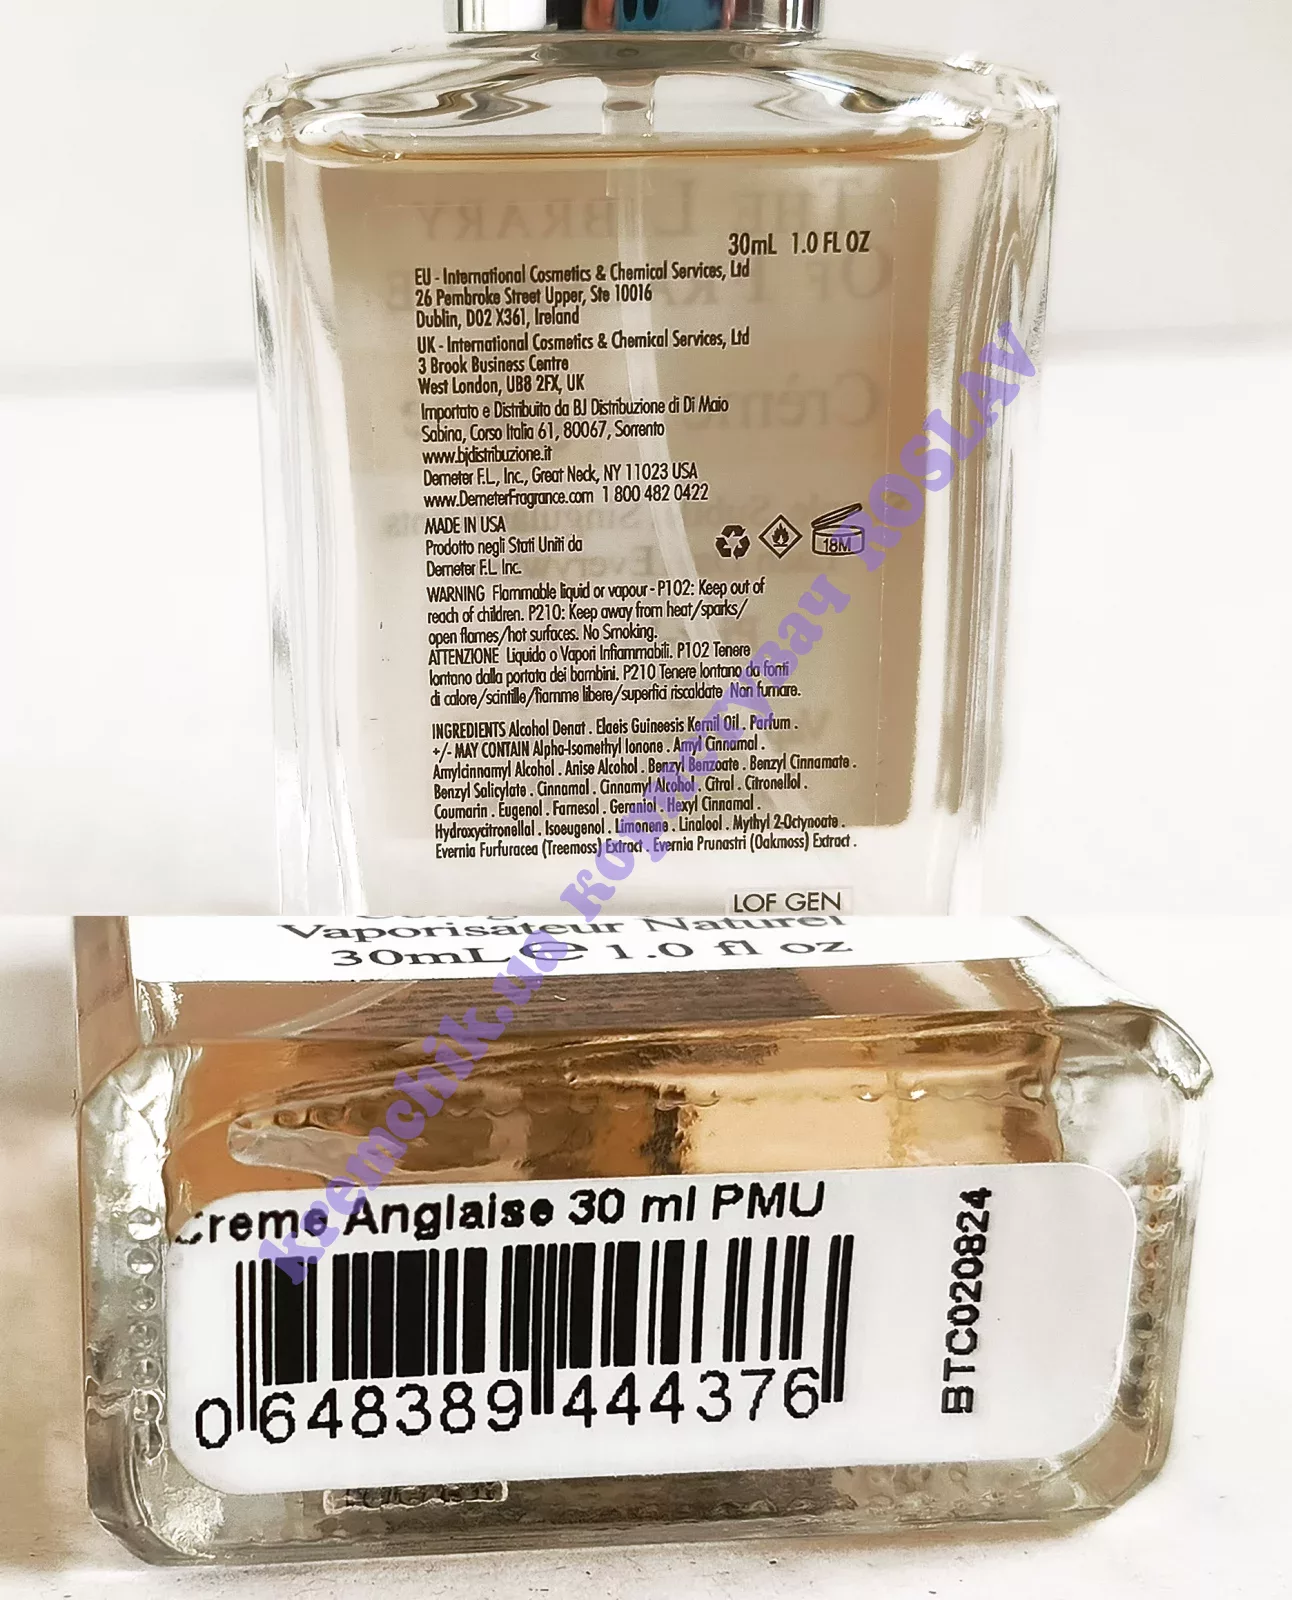 30mL 1.0 FL OZ
EU - International Cosmetics & Chemical Services, Ltd
26 Pembroke Street Upper, Ste 10016
Dublin, D02 X361, Ireland
UK - International Cosmetics & Chemical Services, Ltd
3 Brook Business Centre
West London, UB8 2FX, UK
Importato e Distribuito da BJ Distribuzione di Di Maio
Sabina, Corso Italia 61, 80067, Sorrento
www.bjdistribuzione.it
Demeter F.L., Inc., Great Neck, NY 11023 USA
www.DemeterFragrance.com 1 800 482 0422
MADE IN USA
Prodotto negli Stati Uniti da
Demeter F.L. Inc.
18M
WARNING Flammable liquid or vapour - P102: Keep out of
reach of children. P210: Keep away from heat/sparks/
open flames/hot surfaces. No Smoking.
ATTENZIONE Liquido o Vapori Infiammabili. P102 Tenere
lontano dalla portata dei bambini. P210 Tenere lontano da fonti
di calore/scintille/fiamme libere/superfici riscaldate Non fumare.
INGREDIENTS Alcohol Denat . Elaeis Guineesis Kernil Oil . Parfum .
+/- MAY CONTAIN Alpha-Isomethyl Ionone . Amyl Cinnamal .
Amylcinnamyl Alcohol . Anise Alcohol . Benzyl Benzoate . Benzyl Cinnamate .
Benzyl Salicylate . Cinnamal . Cinnamyl Alcohol . Citral . Citronellol .
Coumarin . Eugenol . Farnesol . Geraniol . Hexyl Cinnamal .
Hydroxycitronellal . Isoeugenol . Limonene . Linalool . Mythyl 2-Octynoate .
Evernia Furfuracea (Treemoss) Extract . Evernia Prunastri (Oakmoss) Extract .
LOF GEN
Vaporisateur Naturel
30mL e 1.0 fl oz
Creme Anglaise 30 ml PMU
0 648389 444376
BTC020824
kremchik.ua користувач ROSLAV